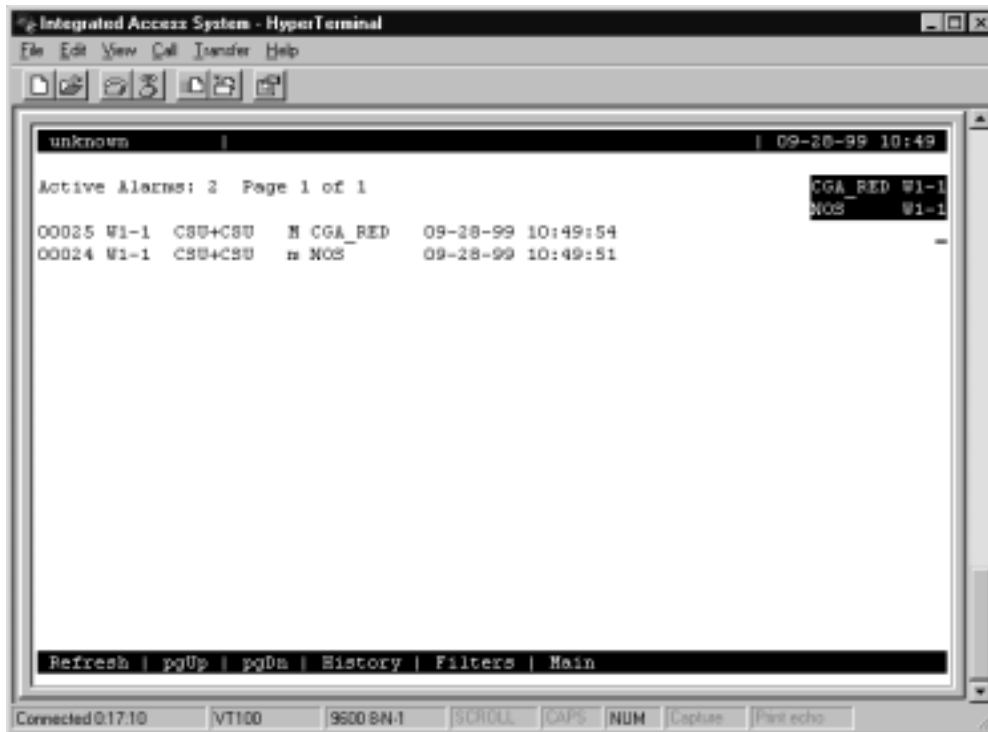 Integrated Access System - HyperTerminal
File Edit View Call Transfer Help
unknown | | 09-28-99 10:49
Active Alarms: 2 Page 1 of 1 CGA_RED W1-1
NOS W1-1
00025 W1-1 CSU+CSU M CGA_RED 09-28-99 10:49:54
00024 W1-1 CSU+CSU m NOS 09-28-99 10:49:51
Refresh | pgUp | pgDn | History | Filters | Main
Connected 0:17:10 VT100 9600 8-N-1 SCROLL CAPS NUM Capture Print echo